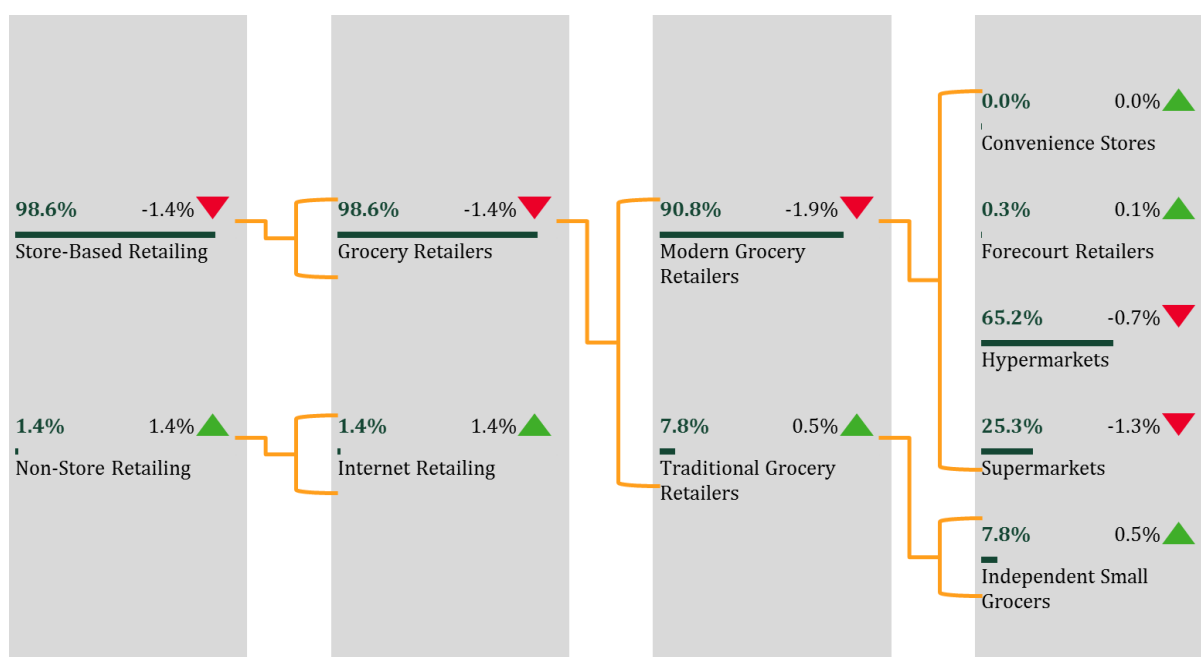 98.6% -1.4%
Store-Based Retailing
1.4% 1.4%
Non-Store Retailing
98.6% -1.4%
Grocery Retailers
1.4% 1.4%
Internet Retailing
90.8% -1.9%
Modern Grocery
Retailers
7.8% 0.5%
Traditional Grocery
Retailers
0.0% 0.0%
Convenience Stores
0.3% 0.1%
Forecourt Retailers
65.2% -0.7%
Hypermarkets
25.3% -1.3%
Supermarkets
7.8% 0.5%
Independent Small
Grocers